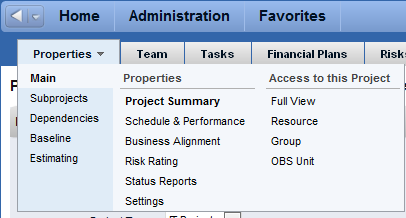 Home Administration Favorites
Properties Team Tasks Financial Plans Risks
Main
Subprojects
Dependencies
Baseline
Estimating
Properties
Project Summary
Schedule & Performance
Business Alignment
Risk Rating
Status Reports
Settings
Access to this Project
Full View
Resource
Group
OBS Unit